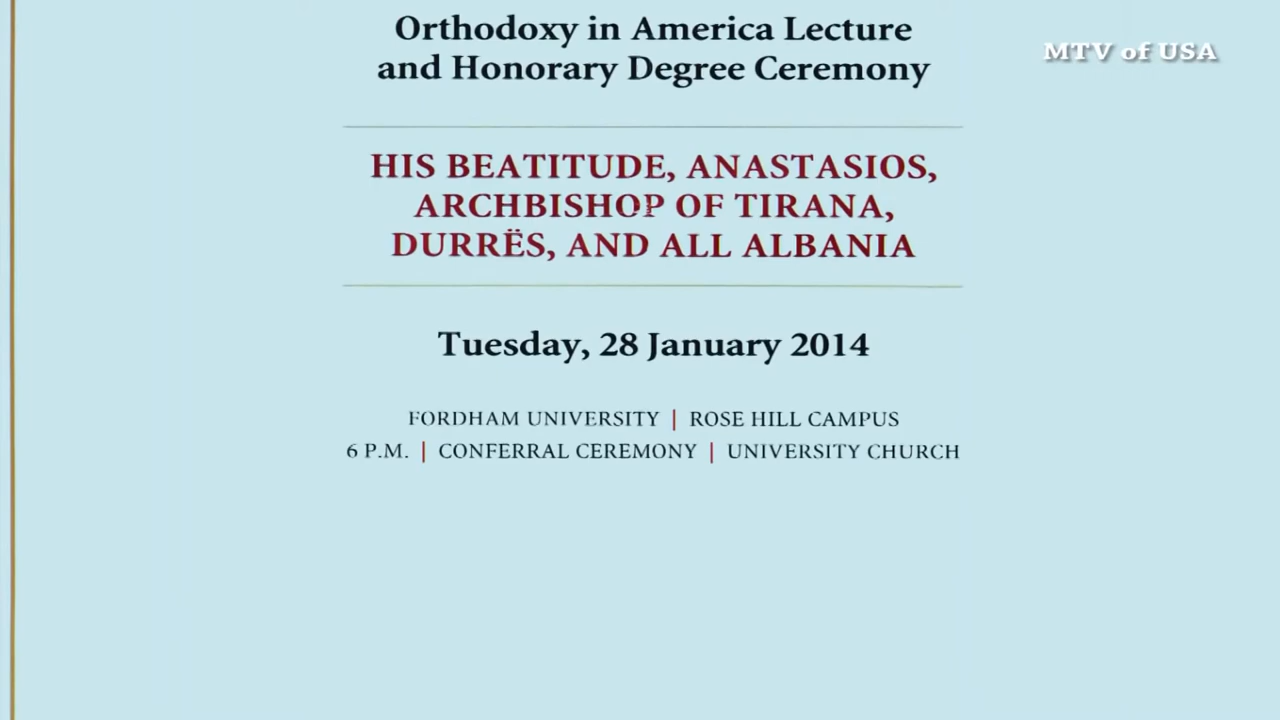 Orthodoxy in America Lecture
and Honorary Degree Ceremony
MTV of USA
HIS BEATITUDE, ANASTASIOS,
ARCHBISHOP OF TIRANA,
DURRËS, AND ALL ALBANIA
Tuesday, 28 January 2014
FORDHAM UNIVERSITY | ROSE HILL CAMPUS
6 P.M. | CONFERRAL CEREMONY | UNIVERSITY CHURCH